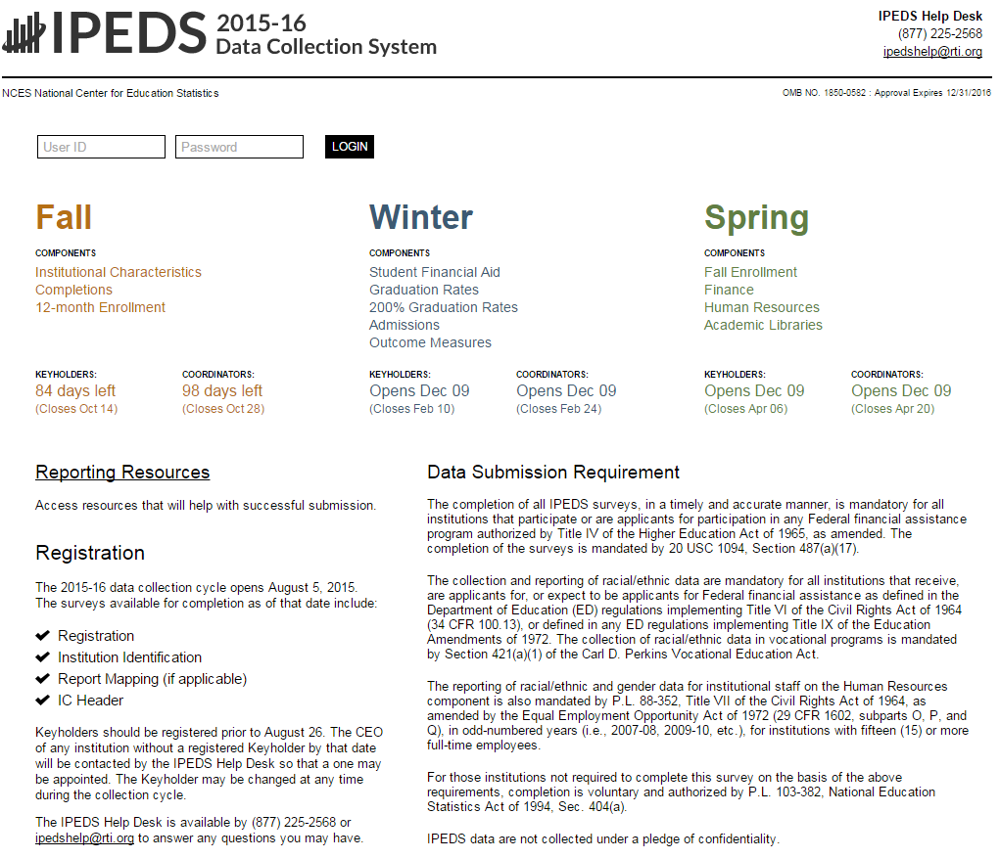 IPEDS 2015-16
Data Collection System
IPEDS Help Desk
(877) 225-2568
ipedshelp@rti.org
NCES National Center for Education Statistics
OMB NO. 1850-0582 : Approval Expires 12/31/2016
User ID
Password
LOGIN
Fall
COMPONENTS
Institutional Characteristics
Completions
12-month Enrollment
KEYHOLDERS:
84 days left
(Closes Oct 14)
COORDINATORS:
98 days left
(Closes Oct 28)
Winter
COMPONENTS
Student Financial Aid
Graduation Rates
200% Graduation Rates
Admissions
Outcome Measures
KEYHOLDERS:
Opens Dec 09
(Closes Feb 10)
COORDINATORS:
Opens Dec 09
(Closes Feb 24)
Spring
COMPONENTS
Fall Enrollment
Finance
Human Resources
Academic Libraries
KEYHOLDERS:
Opens Dec 09
(Closes Apr 06)
COORDINATORS:
Opens Dec 09
(Closes Apr 20)
Reporting Resources
Access resources that will help with successful submission.
Registration
The 2015-16 data collection cycle opens August 5, 2015.
The surveys available for completion as of that date include:
Registration
Institution Identification
Report Mapping (if applicable)
IC Header
Keyholders should be registered prior to August 26. The CEO
of any institution without a registered Keyholder by that date
will be contacted by the IPEDS Help Desk so that a one may
be appointed. The Keyholder may be changed at any time
during the collection cycle.
The IPEDS Help Desk is available by (877) 225-2568 or
ipedshelp@rti.org to answer any questions you may have.
Data Submission Requirement
The completion of all IPEDS surveys, in a timely and accurate manner, is mandatory for all
institutions that participate or are applicants for participation in any Federal financial assistance
program authorized by Title IV of the Higher Education Act of 1965, as amended. The
completion of the surveys is mandated by 20 USC 1094, Section 487(a)(17).
The collection and reporting of racial/ethnic data are mandatory for all institutions that receive,
are applicants for, or expect to be applicants for Federal financial assistance as defined in the
Department of Education (ED) regulations implementing Title VI of the Civil Rights Act of 1964
(34 CFR 100.13), or defined in any ED regulations implementing Title IX of the Education
Amendments of 1972. The collection of racial/ethnic data in vocational programs is mandated
by Section 421(a)(1) of the Carl D. Perkins Vocational Education Act.
The reporting of racial/ethnic and gender data for institutional staff on the Human Resources
component is also mandated by P.L. 88-352, Title VII of the Civil Rights Act of 1964, as
amended by the Equal Employment Opportunity Act of 1972 (29 CFR 1602, subparts O, P, and
Q), in odd-numbered years (i.e., 2007-08, 2009-10, etc.), for institutions with fifteen (15) or more
full-time employees.
For those institutions not required to complete this survey on the basis of the above
requirements, completion is voluntary and authorized by P.L. 103-382, National Education
Statistics Act of 1994, Sec. 404(a).
IPEDS data are not collected under a pledge of confidentiality.